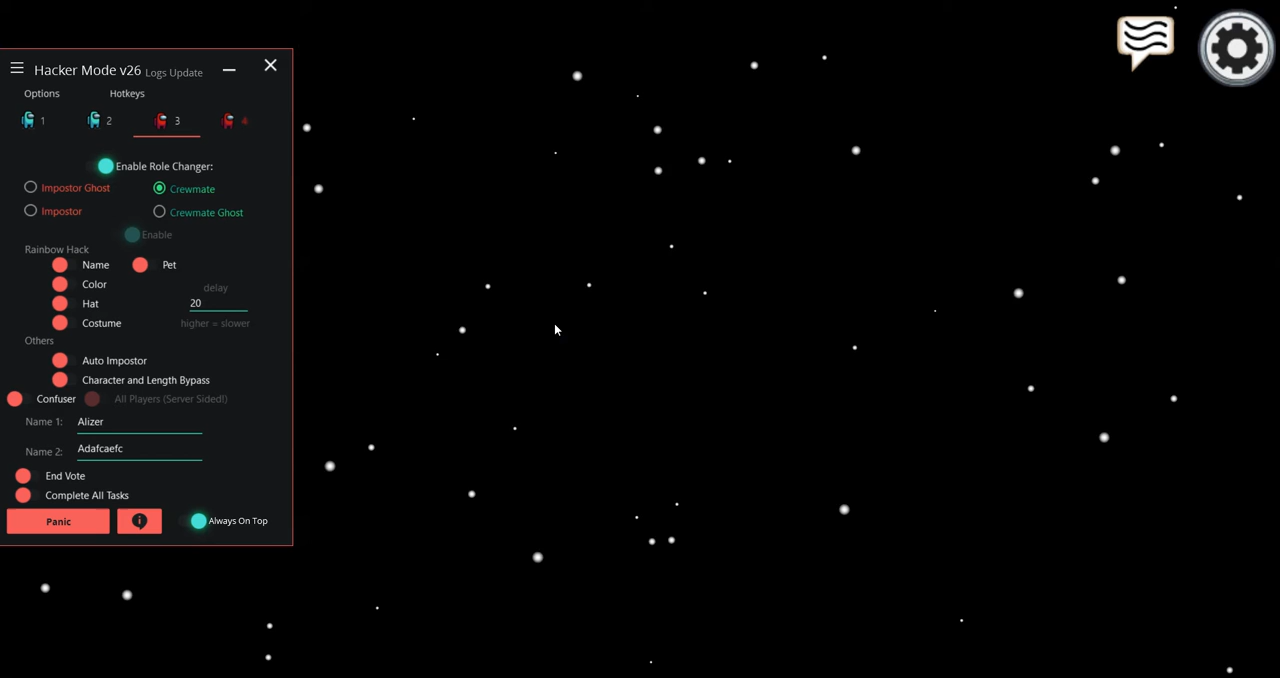 Hacker Mode v26 Logs Update
Options Hotkeys
1 2 3 4
Enable Role Changer:
Impostor Ghost Crewmate
Impostor Crewmate Ghost
Enable
Rainbow Hack
Name Pet
Color
delay
Hat 20
Costume higher = slower
Others
Auto Impostor
Character and Length Bypass
Confuser All Players (Server Sided!)
Name 1: Alizer
Name 2: Adafcaefc
End Vote
Complete All Tasks
Panic Always On Top